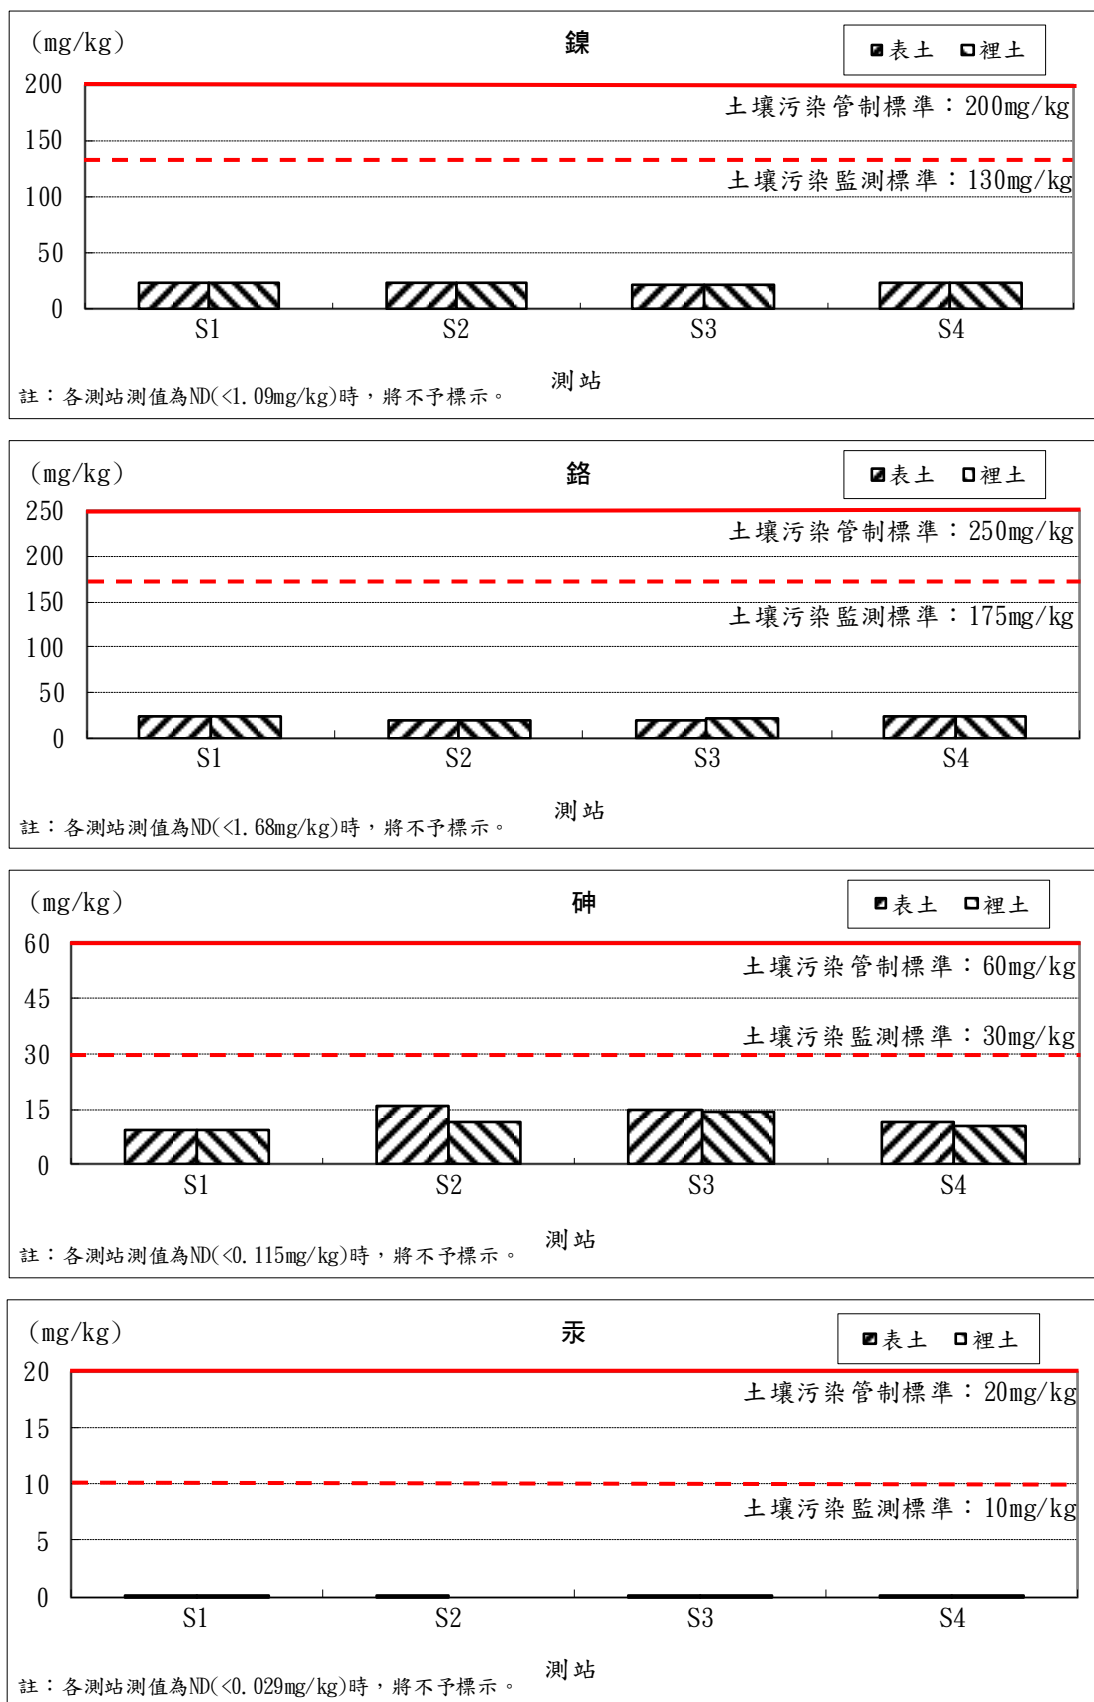 (mg/kg) 鎳 表土 裡土
200
土壤污染管制標準：200mg/kg
150
土壤污染監測標準：130mg/kg
100
50
0
S1 S2 S3 S4
測站
註：各測站測值為ND(<1.09mg/kg)時，將不予標示。
(mg/kg) 鉻 表土 裡土
250
土壤污染管制標準：250mg/kg
200
150
土壤污染監測標準：175mg/kg
100
50
0
S1 S2 S3 S4
測站
註：各測站測值為ND(<1.68mg/kg)時，將不予標示。
(mg/kg) 砷 表土 裡土
60
土壤污染管制標準：60mg/kg
45
土壤污染監測標準：30mg/kg
30
15
0
S1 S2 S3 S4
測站
註：各測站測值為ND(<0.115mg/kg)時，將不予標示。
(mg/kg) 汞 表土 裡土
20
土壤污染管制標準：20mg/kg
15
10
土壤污染監測標準：10mg/kg
5
0
S1 S2 S3 S4
測站
註：各測站測值為ND(<0.029mg/kg)時，將不予標示。